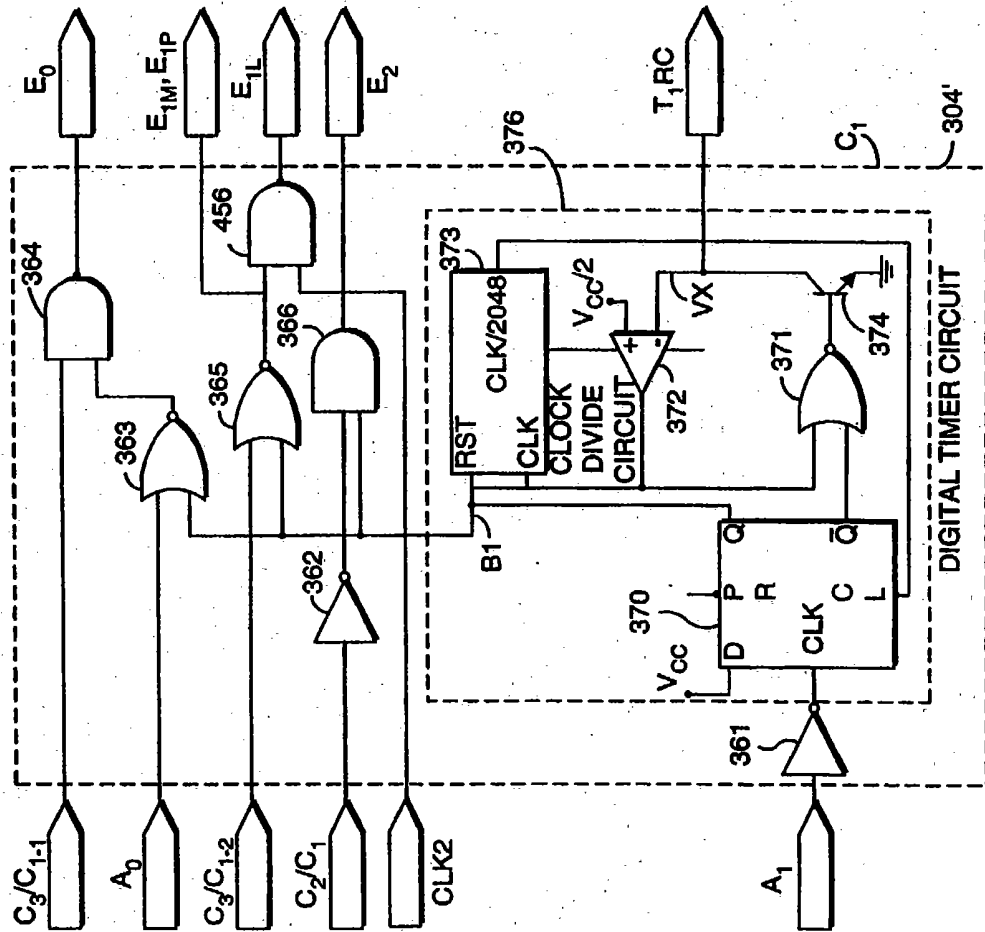 E₀
E₁M, E₁P
E₁L
E₂
T₁RC
364
456
376
C₁
304'
363
365
366
373
RST
CLK/2048
CLK
CLOCK
DIVIDE
CIRCUIT
V_CC/2
+
-
372
VX
362
B1
371
374
370
V_CC
D
P
R
Q
Q̅
CLK
C
L
DIGITAL TIMER CIRCUIT
361
C₃/C₁₋₁
A₀
C₃/C₁₋₂
C₂/C₁
CLK2
A₁